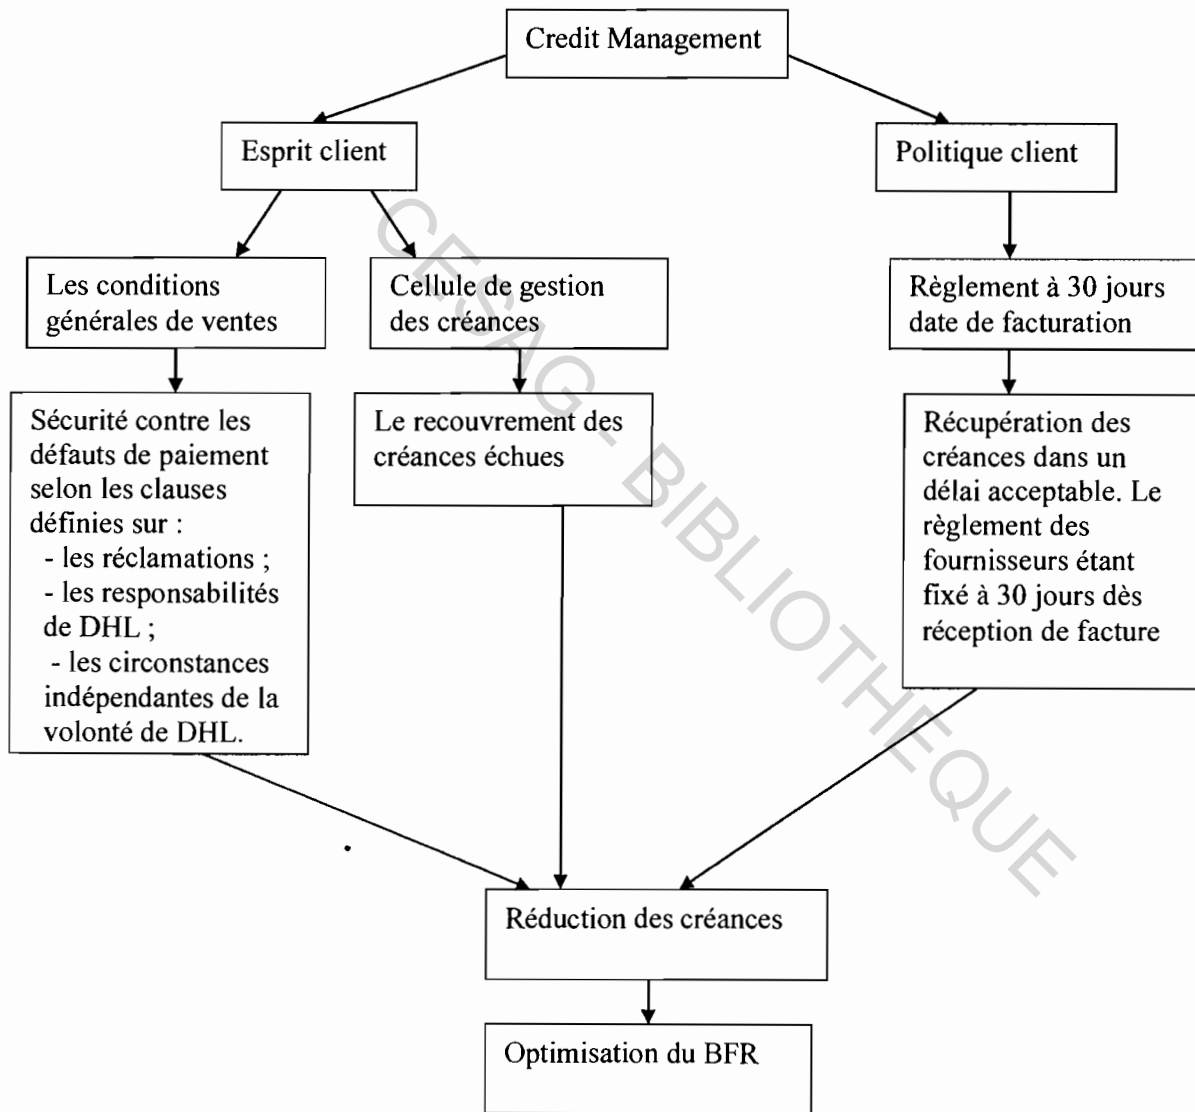 Credit Management
Esprit client
Politique client
Les conditions
générales de ventes
Cellule de gestion
des créances
Règlement à 30 jours
date de facturation
Sécurité contre les
défauts de paiement
selon les clauses
définies sur :
- les réclamations ;
- les responsabilités
de DHL ;
- les circonstances
indépendantes de la
volonté de DHL.
Le recouvrement des
créances échues
Récupération des
créances dans un
délai acceptable. Le
règlement des
fournisseurs étant
fixé à 30 jours dès
réception de facture
Réduction des créances
Optimisation du BFR
CESAG - BIBLIOTHEQUE